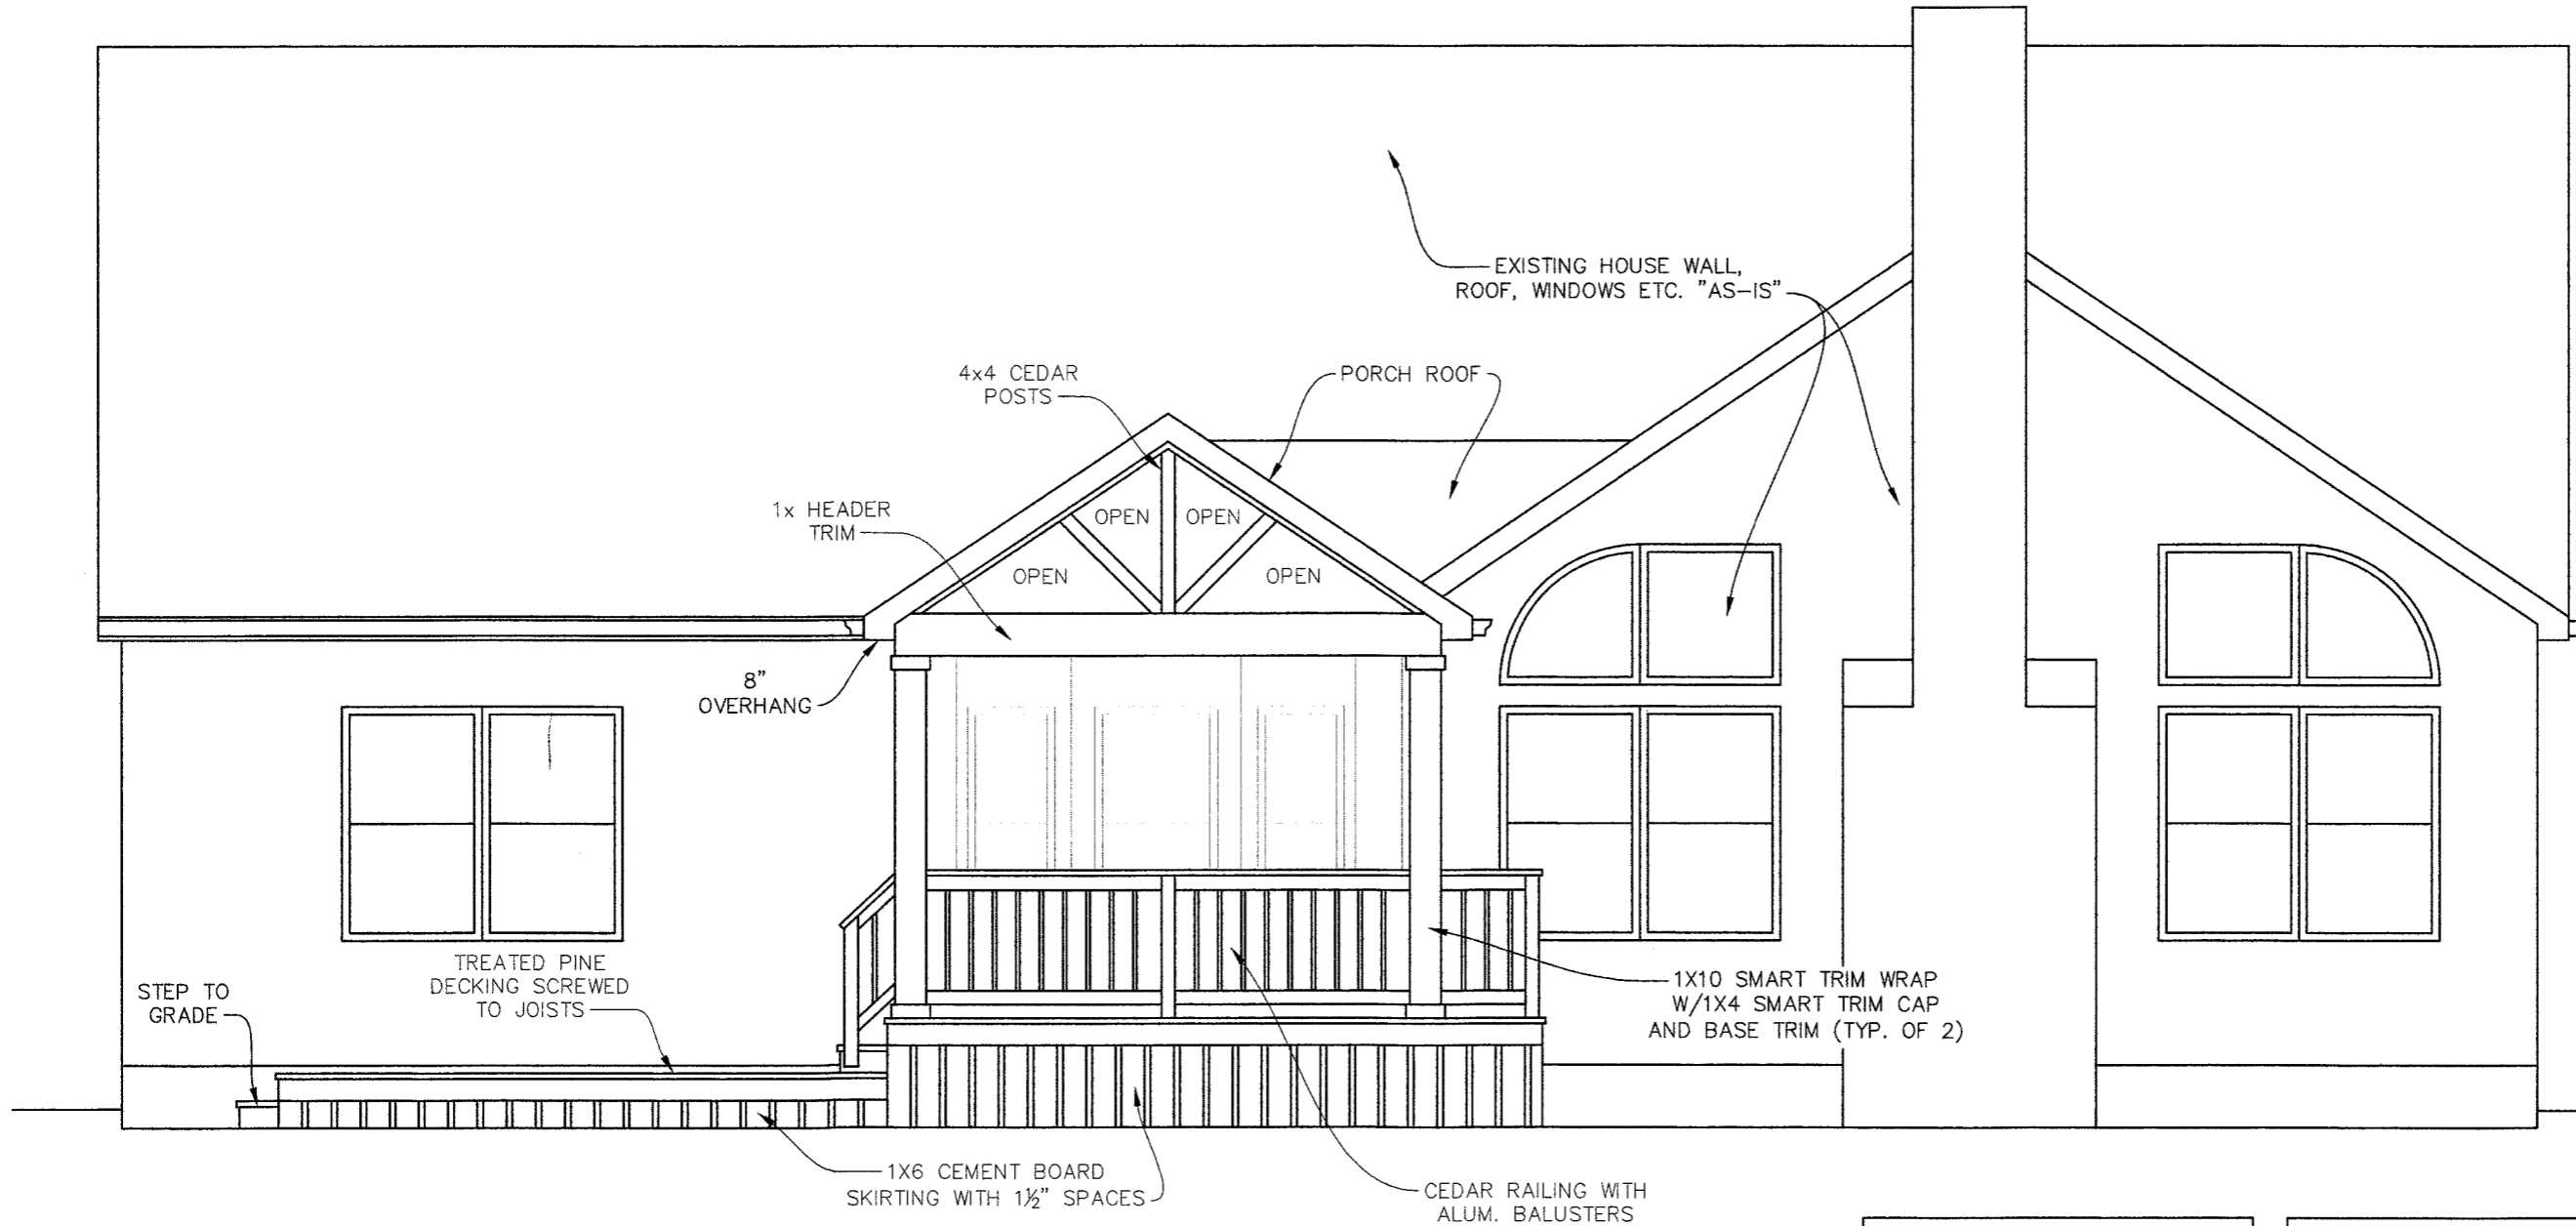 EXISTING HOUSE WALL,
ROOF, WINDOWS ETC. "AS-IS"
4x4 CEDAR
POSTS
PORCH ROOF
1x HEADER
TRIM
OPEN
OPEN
OPEN
OPEN
8"
OVERHANG
TREATED PINE
DECKING SCREWED
TO JOISTS
STEP TO
GRADE
1X10 SMART TRIM WRAP
W/1X4 SMART TRIM CAP
AND BASE TRIM (TYP. OF 2)
1X6 CEMENT BOARD
SKIRTING WITH 1½" SPACES
CEDAR RAILING WITH
ALUM. BALUSTERS